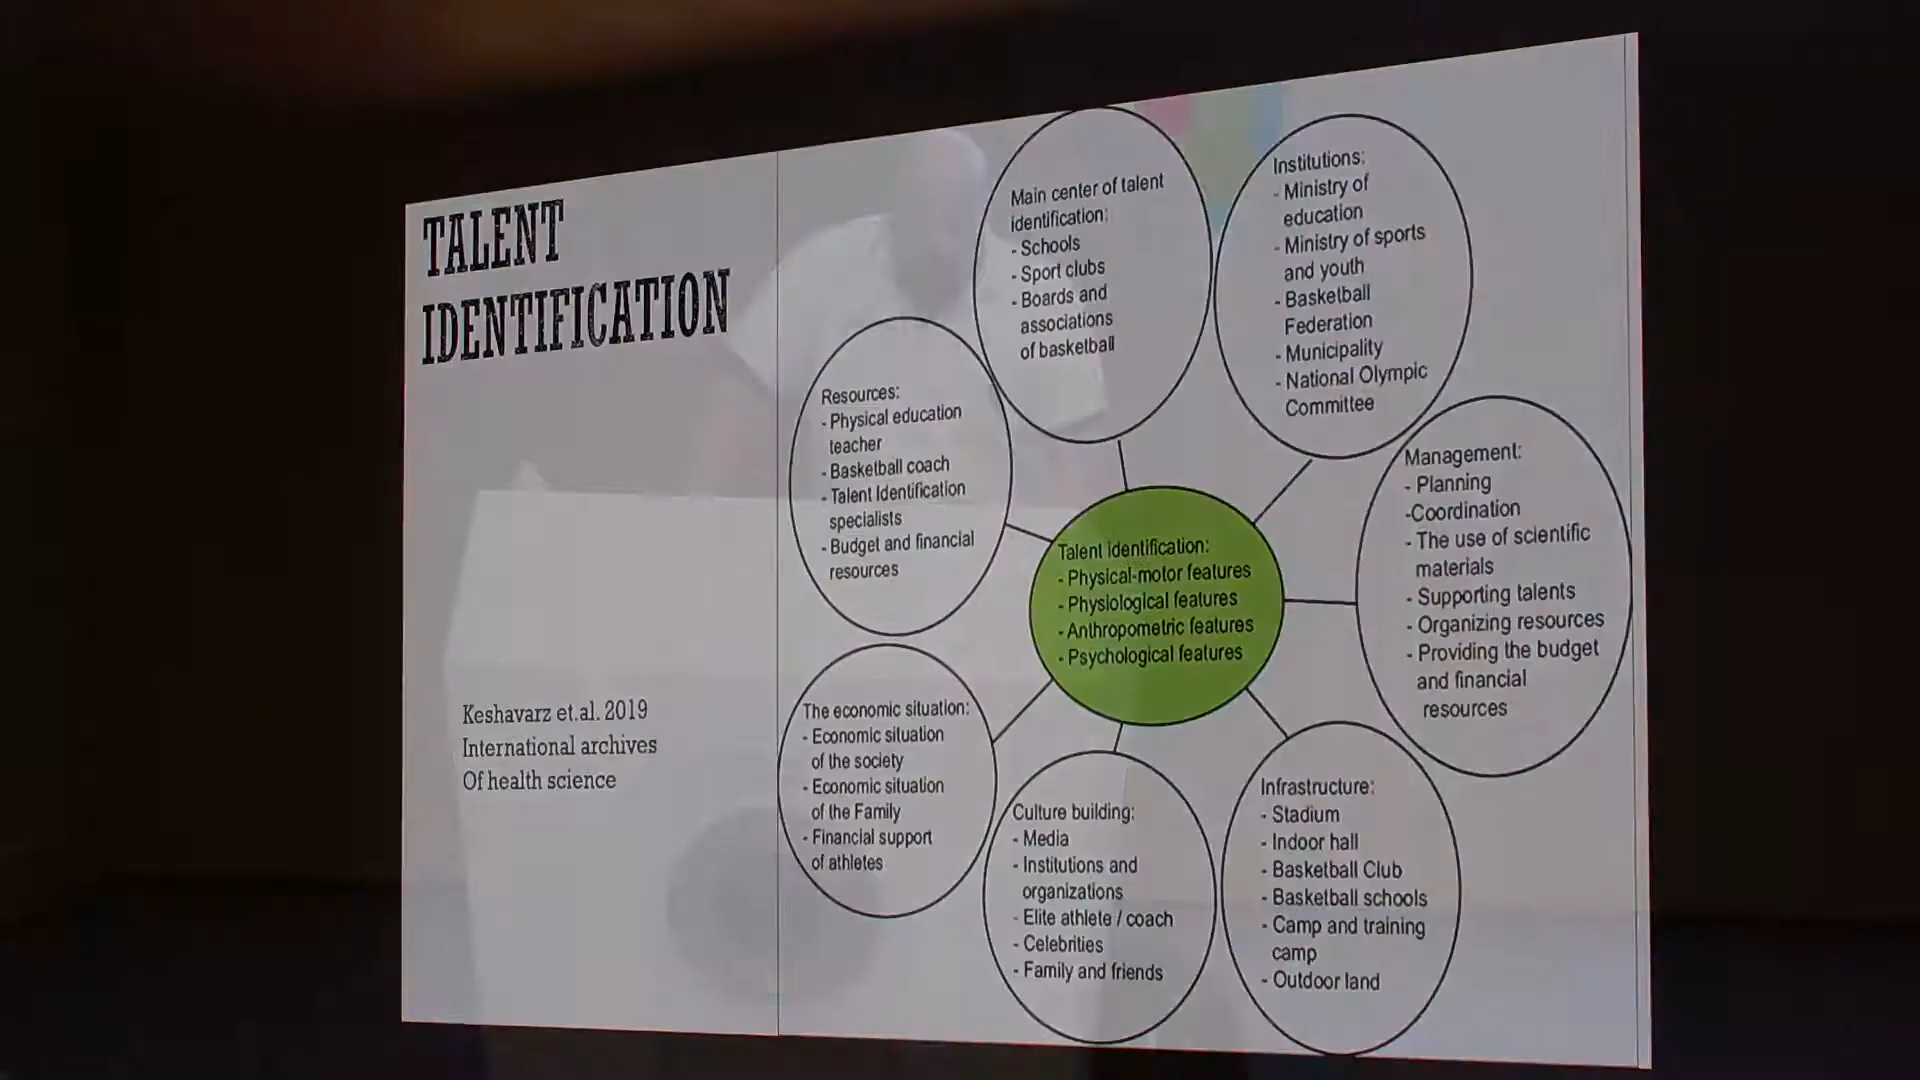 TALENT
IDENTIFICATION
Keshavarz et.al. 2019
International archives
Of health science
Main center of talent
identification:
- Schools
- Sport clubs
- Boards and
associations
of basketball
Institutions:
- Ministry of
education
- Ministry of sports
and youth
- Basketball
Federation
- Municipality
- National Olympic
Committee
Resources:
- Physical education
teacher
- Basketball coach
- Talent Identification
specialists
- Budget and financial
resources
Management:
- Planning
-Coordination
- The use of scientific
materials
- Supporting talents
- Organizing resources
- Providing the budget
and financial
resources
Talent identification:
- Physical-motor features
- Physiological features
- Anthropometric features
- Psychological features
The economic situation:
- Economic situation
of the society
- Economic situation
of the Family
- Financial support
of athletes
Culture building:
- Media
- Institutions and
organizations
- Elite athlete / coach
- Celebrities
- Family and friends
Infrastructure:
- Stadium
- Indoor hall
- Basketball Club
- Basketball schools
- Camp and training
camp
- Outdoor land